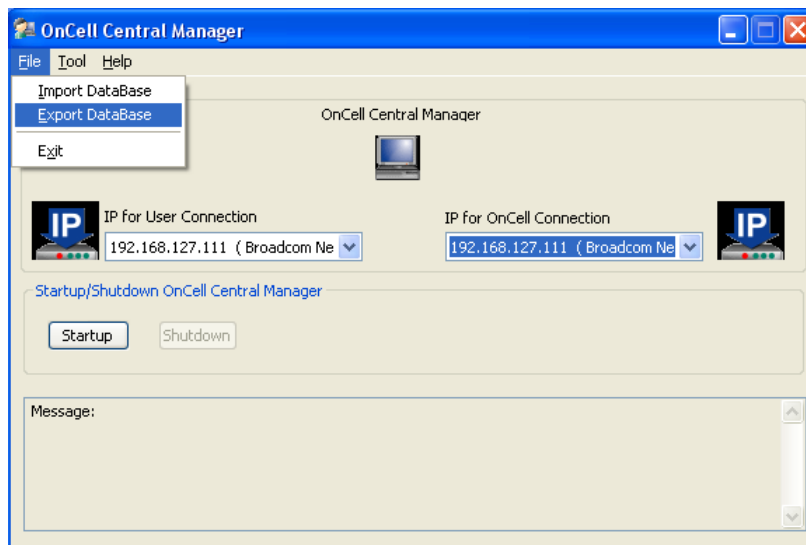 OnCell Central Manager
File Tool Help
Import DataBase
Export DataBase
Exit
OnCell Central Manager
IP
IP for User Connection
192.168.127.111 ( Broadcom Ne
IP for OnCell Connection
192.168.127.111 ( Broadcom Ne
IP
Startup/Shutdown OnCell Central Manager
Startup Shutdown
Message: